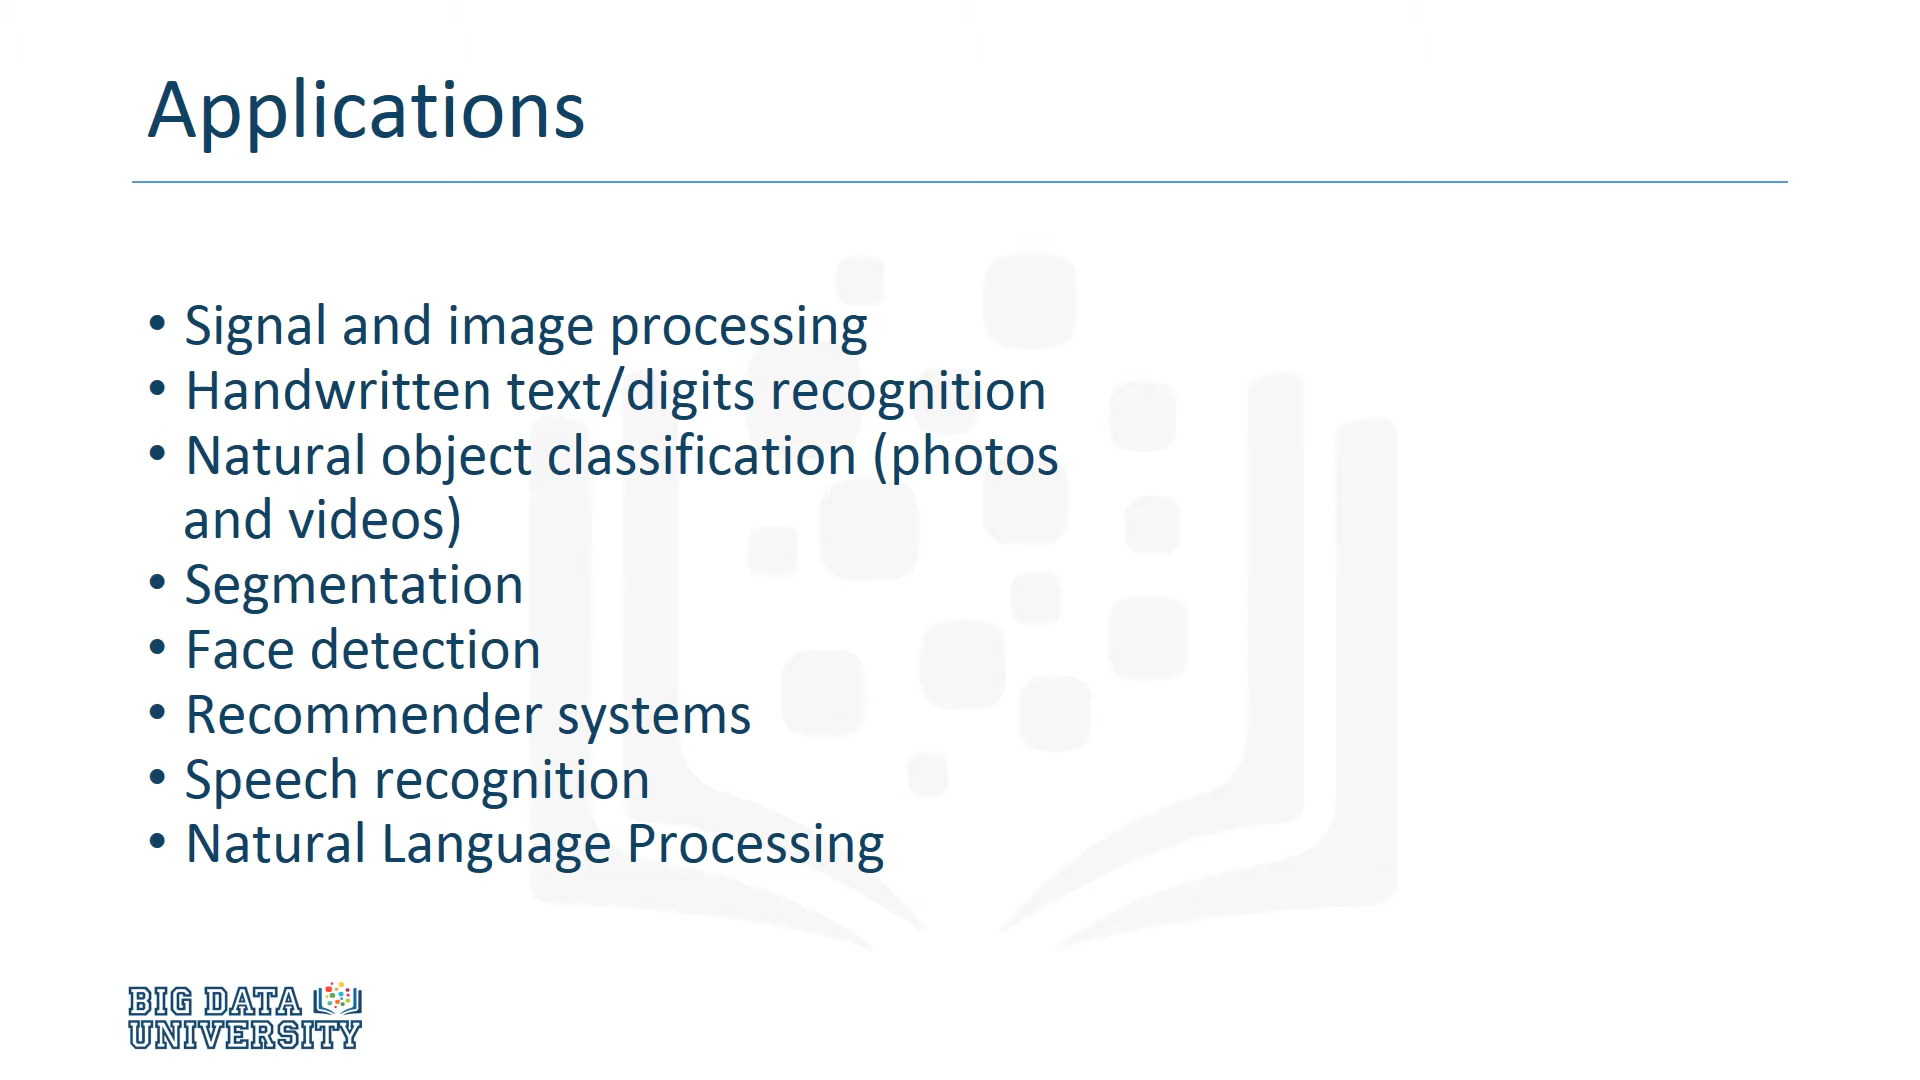 Applications
• Signal and image processing
• Handwritten text/digits recognition
• Natural object classification (photos
and videos)
• Segmentation
• Face detection
• Recommender systems
• Speech recognition
• Natural Language Processing
BIG DATA
UNIVERSITY